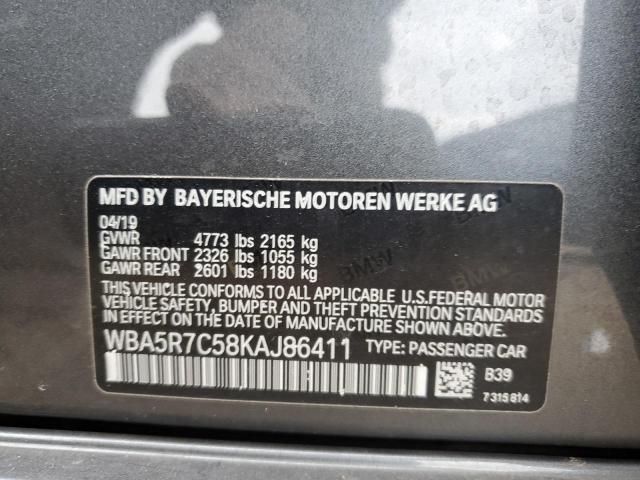 MFD BY BAYERISCHE MOTOREN WERKE AG
04/19
GVWR 4773 lbs 2165 kg
GAWR FRONT 2326 lbs 1055 kg
GAWR REAR 2601 lbs 1180 kg
THIS VEHICLE CONFORMS TO ALL APPLICABLE U.S.FEDERAL MOTOR
VEHICLE SAFETY, BUMPER AND THEFT PREVENTION STANDARDS
IN EFFECT ON THE DATE OF MANUFACTURE SHOWN ABOVE.
WBA5R7C58KAJ86411 TYPE: PASSENGER CAR
B39
7315814